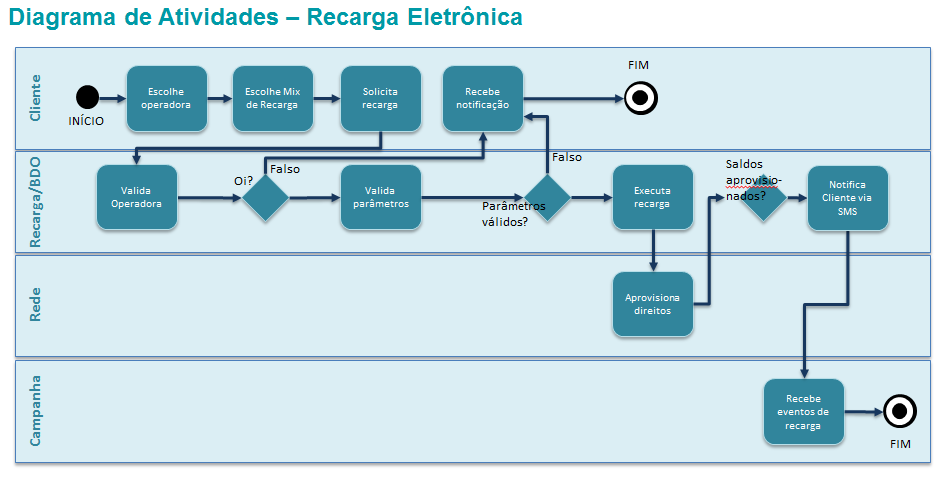 Diagrama de Atividades – Recarga Eletrônica
Cliente
INÍCIO
Escolhe
operadora
Escolhe Mix
de Recarga
Solicita
recarga
Recebe
notificação
FIM
Recarga/BDO
Valida
Operadora
Oi?
Falso
Valida
parâmetros
Parâmetros
válidos?
Falso
Executa
recarga
Saldos
aprovisio-
nados?
Notifica
Cliente via
SMS
Rede
Aprovisiona
direitos
Campanha
Recebe
eventos de
recarga
FIM